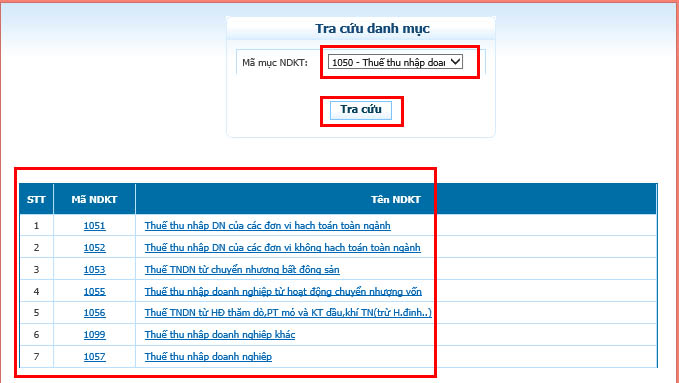 Tra cứu danh mục
Mã mục NDKT: 1050 - Thuế thu nhập doai
Tra cứu
STT Mã NDKT Tên NDKT
1 1051 Thuế thu nhập DN của các đơn vị hạch toán toàn ngành
2 1052 Thuế thu nhập DN của các đơn vị không hạch toán toàn ngành
3 1053 Thuế TNDN từ chuyển nhượng bất động sản
4 1055 Thuế thu nhập doanh nghiệp từ hoạt động chuyển nhượng vốn
5 1056 Thuế TNDN từ HĐ thăm dò,PT mỏ và KT dầu,khí TN(trừ H.đinh..)
6 1099 Thuế thu nhập doanh nghiệp khác
7 1057 Thuế thu nhập doanh nghiệp